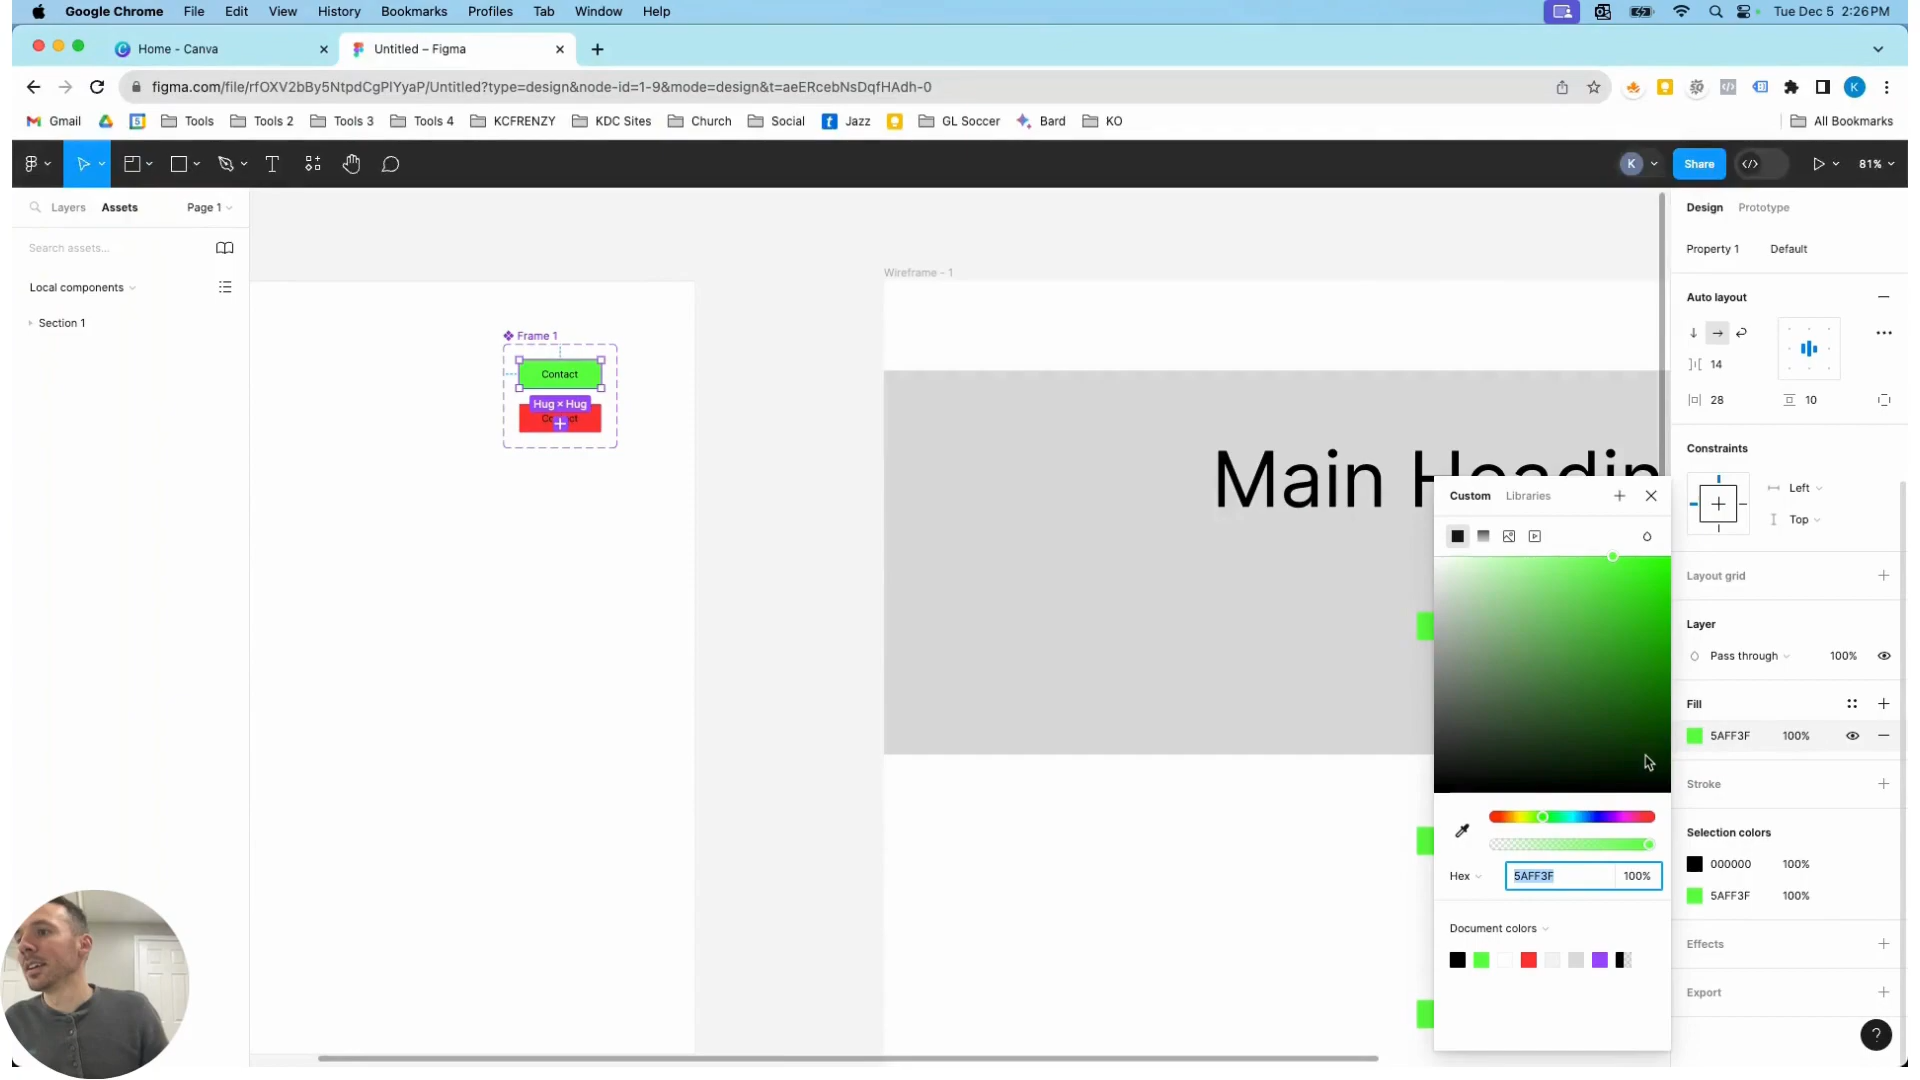 Google Chrome File Edit View History Bookmarks Profiles Tab Window Help Tue Dec 5 2:26 PM
Home - Canva Untitled – Figma
figma.com/file/rfOXV2bBy5NtpdCgPlYyaP/Untitled?type=design&node-id=1-9&mode=design&t=aeERcebNsDqfHAdh-0 K
Gmail Tools Tools 2 Tools 3 Tools 4 KCFRENZY KDC Sites Church Social Jazz GL Soccer Bard KO All Bookmarks
K Share 81%
Layers Assets Page 1 Design Prototype
Search assets... Property 1 Default
Local components
Section 1
Wireframe - 1
Frame 1
Contact
Hug × Hug
Main Headin
Auto layout
14
28 10
Constraints
Left
Top
Layout grid
Layer
Pass through 100%
Fill
5AFF3F 100%
Stroke
Selection colors
000000 100%
5AFF3F 100%
Effects
Export
Custom Libraries
Hex 5AFF3F 100%
Document colors
?